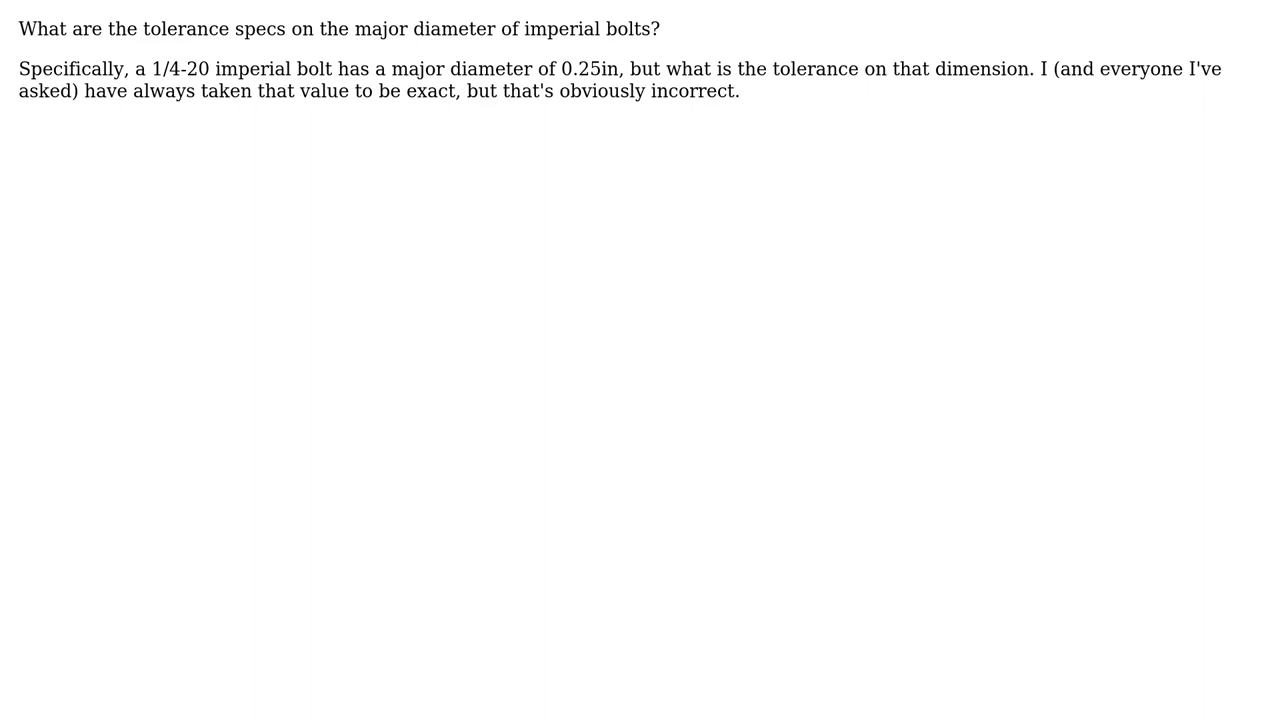 What are the tolerance specs on the major diameter of imperial bolts?
Specifically, a 1/4-20 imperial bolt has a major diameter of 0.25in, but what is the tolerance on that dimension. I (and everyone I've
asked) have always taken that value to be exact, but that's obviously incorrect.